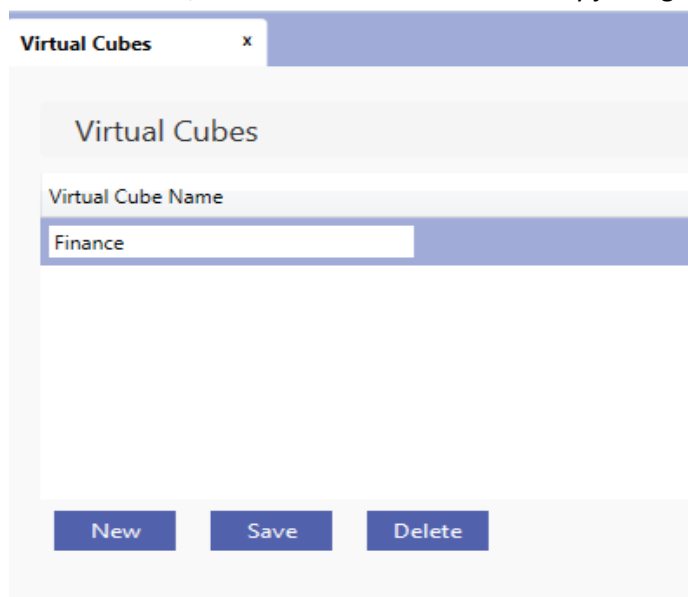 Virtual Cubes x
Virtual Cubes
Virtual Cube Name
Finance
New Save Delete